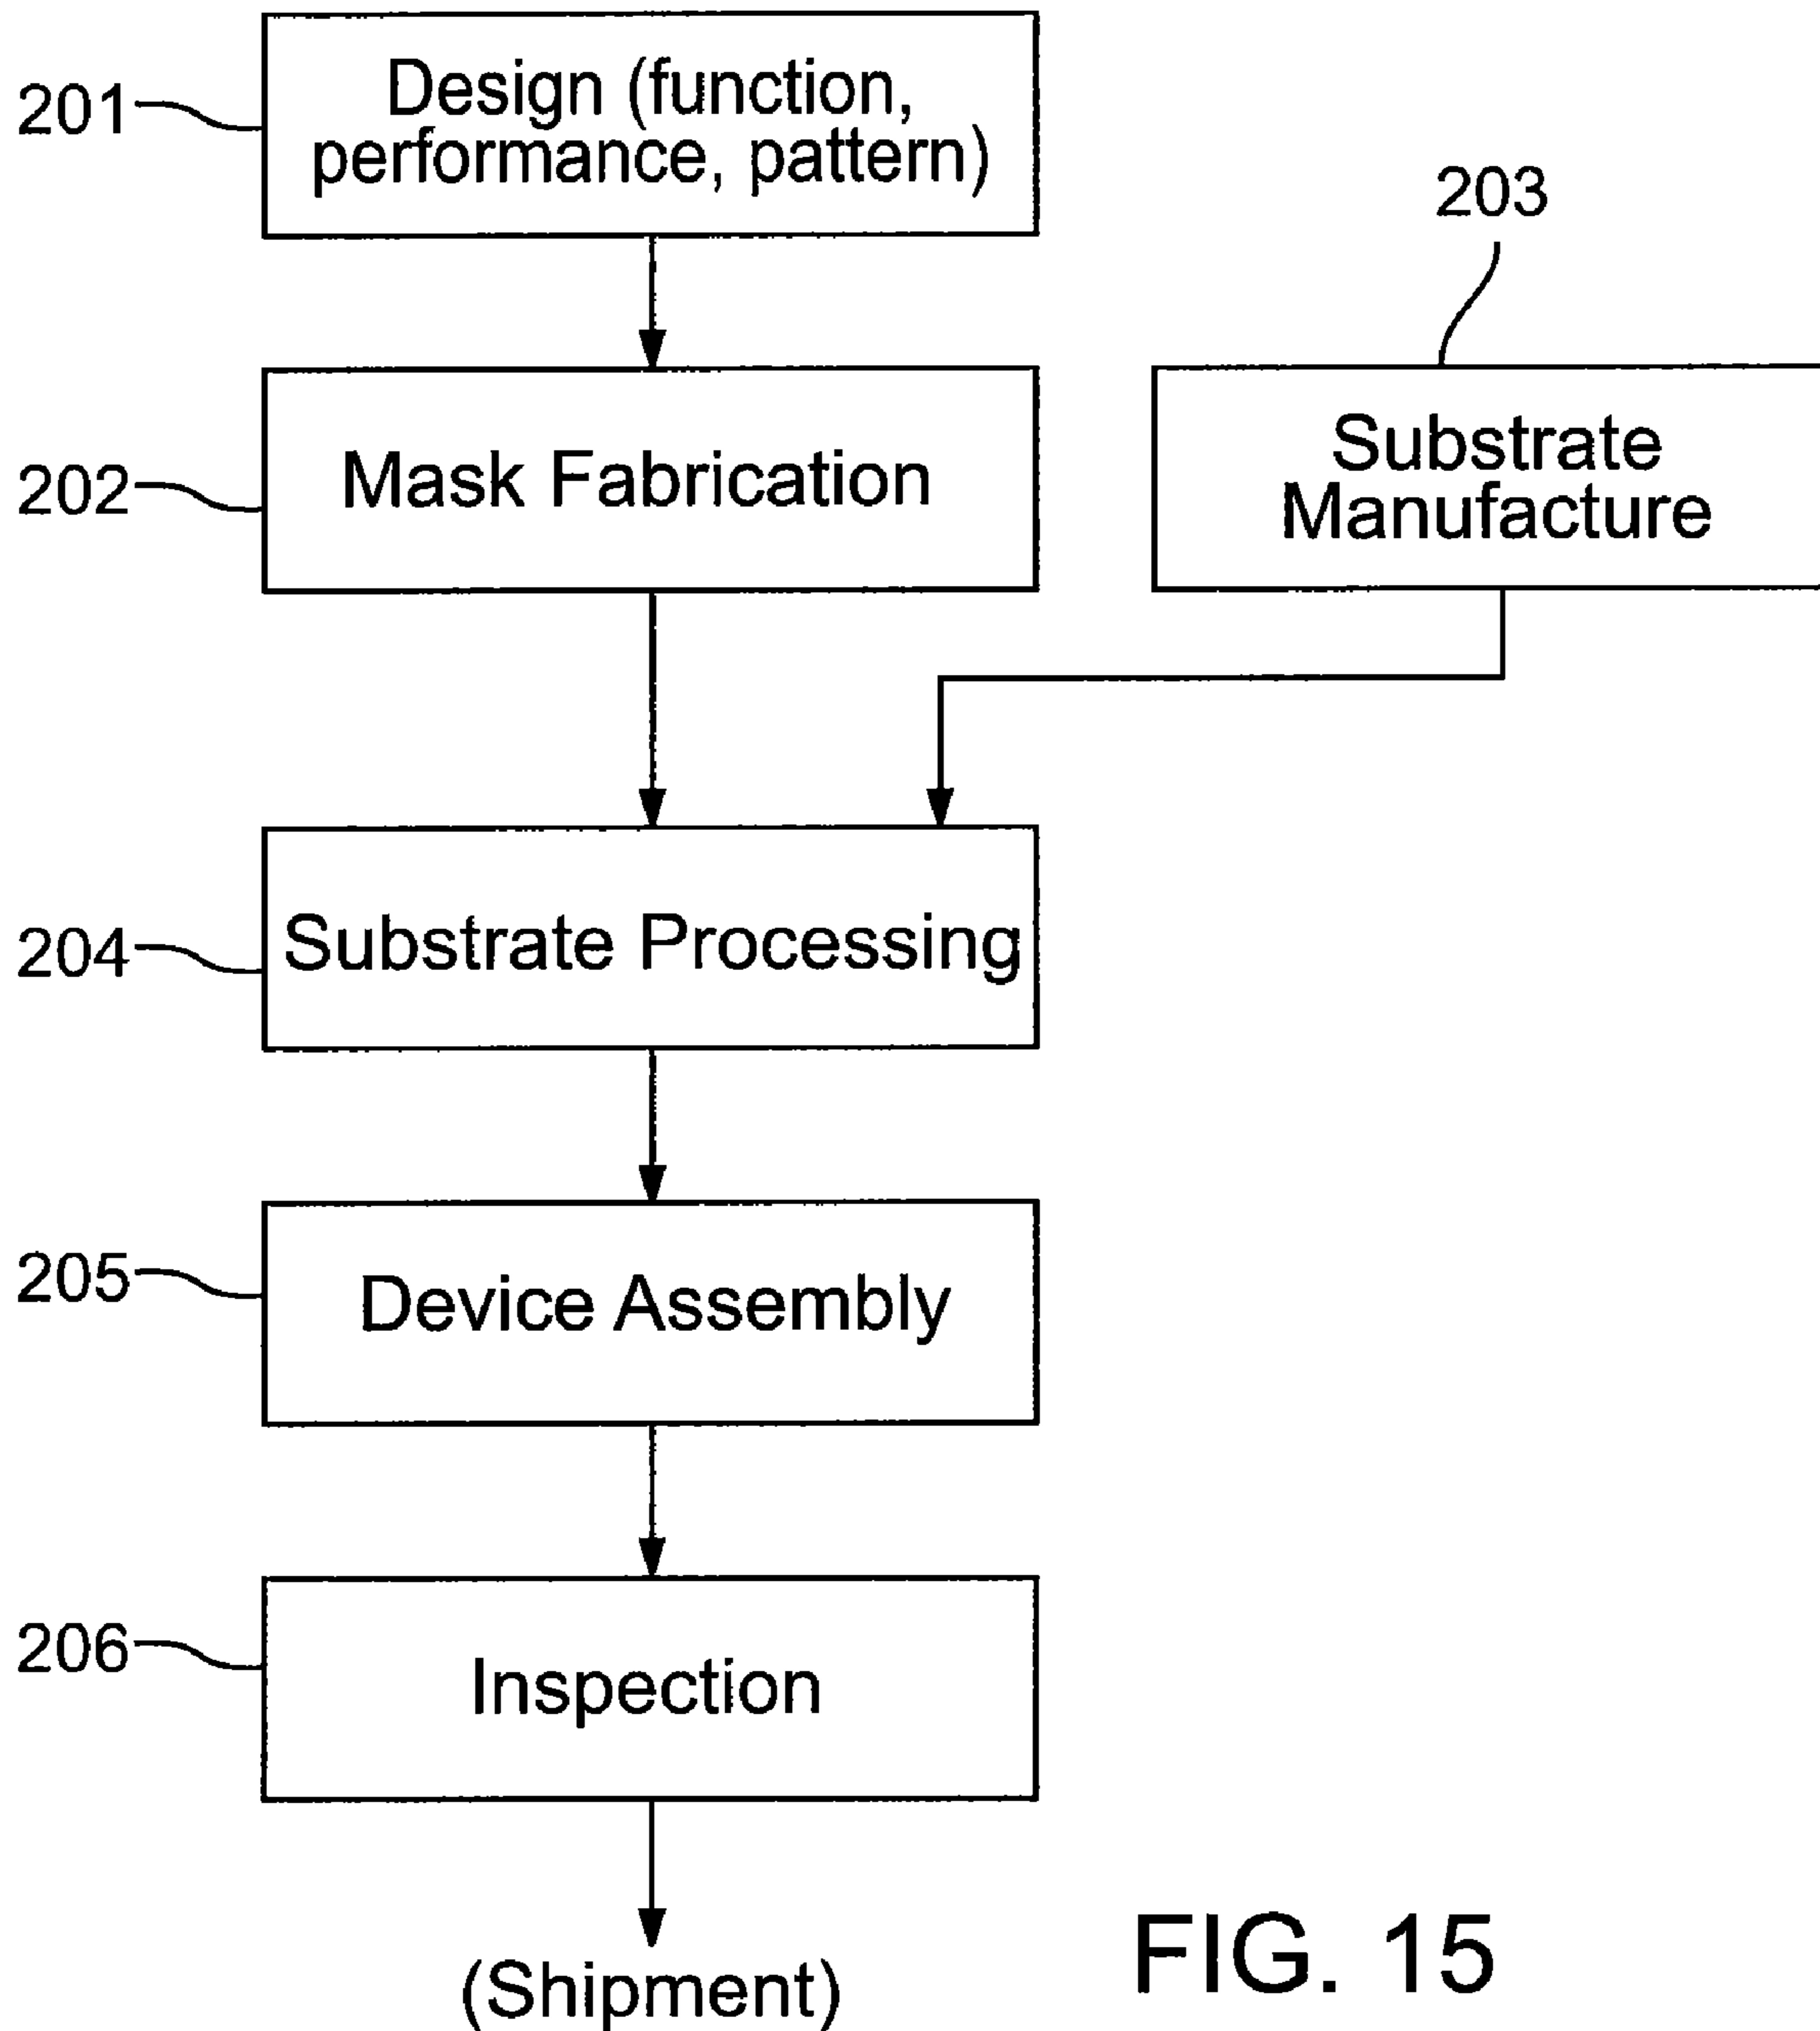 201
Design (function,
performance, pattern)
203
202
Mask Fabrication
Substrate
Manufacture
204
Substrate Processing
205
Device Assembly
206
Inspection
(Shipment)
FIG. 15